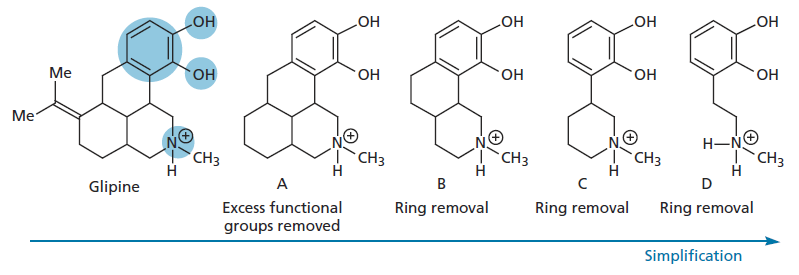 OH
OH
Me
Me
N
⊕
CH3
H
Glipine
OH
OH
N
⊕
CH3
H
A
Excess functional
groups removed
OH
OH
N
⊕
CH3
H
B
Ring removal
OH
OH
N
⊕
CH3
H
C
Ring removal
OH
OH
H–N
⊕
CH3
H
D
Ring removal
Simplification